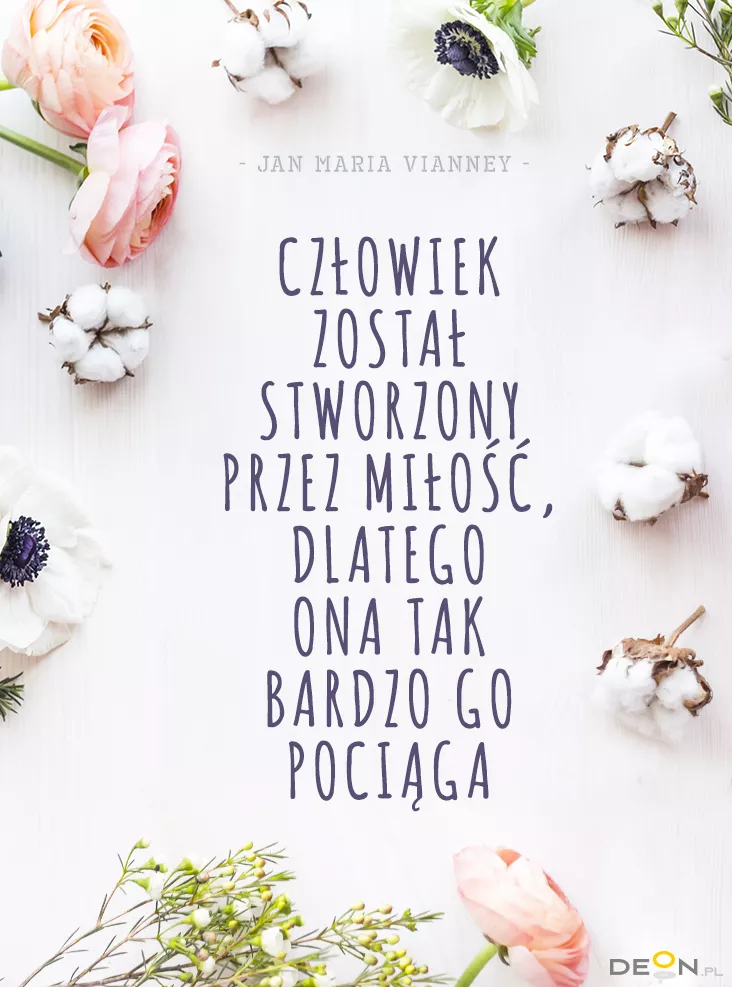 - JAN MARIA VIANNEY -
CZŁOWIEK
ZOSTAŁ
STWORZONY
PRZEZ MIŁOŚĆ,
DLATEGO
ONA TAK
BARDZO GO
POCIĄGA
DEON.PL